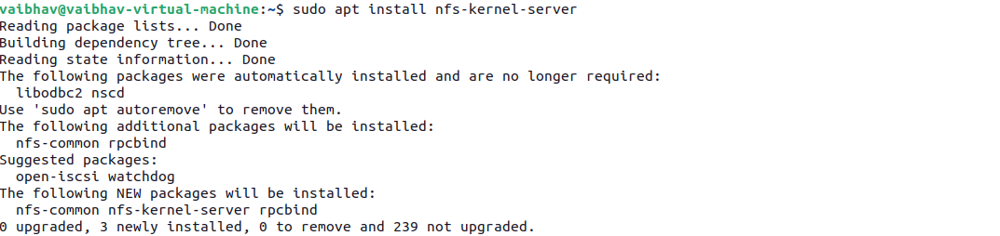 vaibhav@vaibhav-virtual-machine:~$ sudo apt install nfs-kernel-server
Reading package lists... Done
Building dependency tree... Done
Reading state information... Done
The following packages were automatically installed and are no longer required:
  libodbc2 nscd
Use 'sudo apt autoremove' to remove them.
The following additional packages will be installed:
  nfs-common rpcbind
Suggested packages:
  open-iscsi watchdog
The following NEW packages will be installed:
  nfs-common nfs-kernel-server rpcbind
0 upgraded, 3 newly installed, 0 to remove and 239 not upgraded.